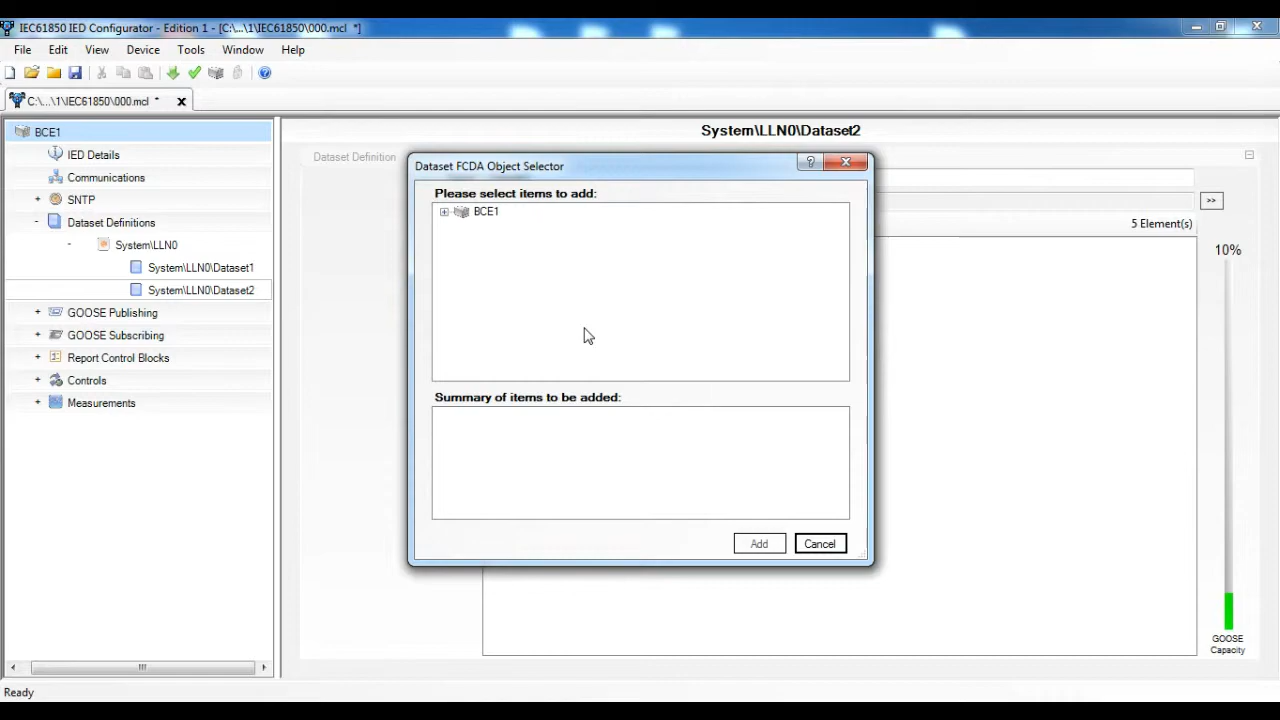 IEC61850 IED Configurator - Edition 1 - [C:\...\1\IEC61850\000.mcl *]
File Edit View Device Tools Window Help
C:\...\1\IEC61850\000.mcl *
BCE1
IED Details
Communications
SNTP
Dataset Definitions
System\LLN0
System\LLN0\Dataset1
System\LLN0\Dataset2
GOOSE Publishing
GOOSE Subscribing
Report Control Blocks
Controls
Measurements
System\LLN0\Dataset2
Dataset Definition
>>
5 Element(s)
10%
GOOSE
Capacity
Dataset FCDA Object Selector
Please select items to add:
BCE1
Summary of items to be added:
Add Cancel
Ready